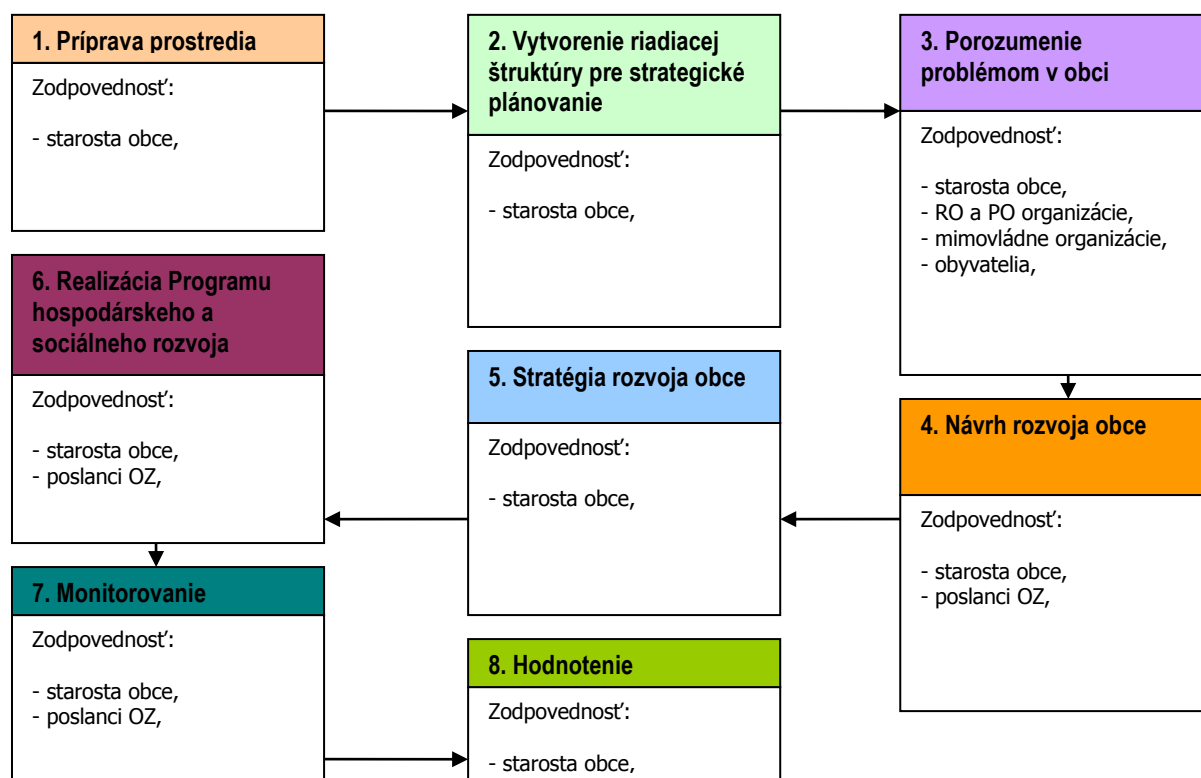 1. Príprava prostredia
Zodpovednosť:
- starosta obce,
2. Vytvorenie riadiacej
štruktúry pre strategické
plánovanie
Zodpovednosť:
- starosta obce,
3. Porozumenie
problémom v obci
Zodpovednosť:
- starosta obce,
- RO a PO organizácie,
- mimovládne organizácie,
- obyvatelia,
4. Návrh rozvoja obce
Zodpovednosť:
- starosta obce,
- poslanci OZ,
5. Stratégia rozvoja obce
Zodpovednosť:
- starosta obce,
6. Realizácia Programu
hospodárskeho a
sociálneho rozvoja
Zodpovednosť:
- starosta obce,
- poslanci OZ,
7. Monitorovanie
Zodpovednosť:
- starosta obce,
- poslanci OZ,
8. Hodnotenie
Zodpovednosť:
- starosta obce,